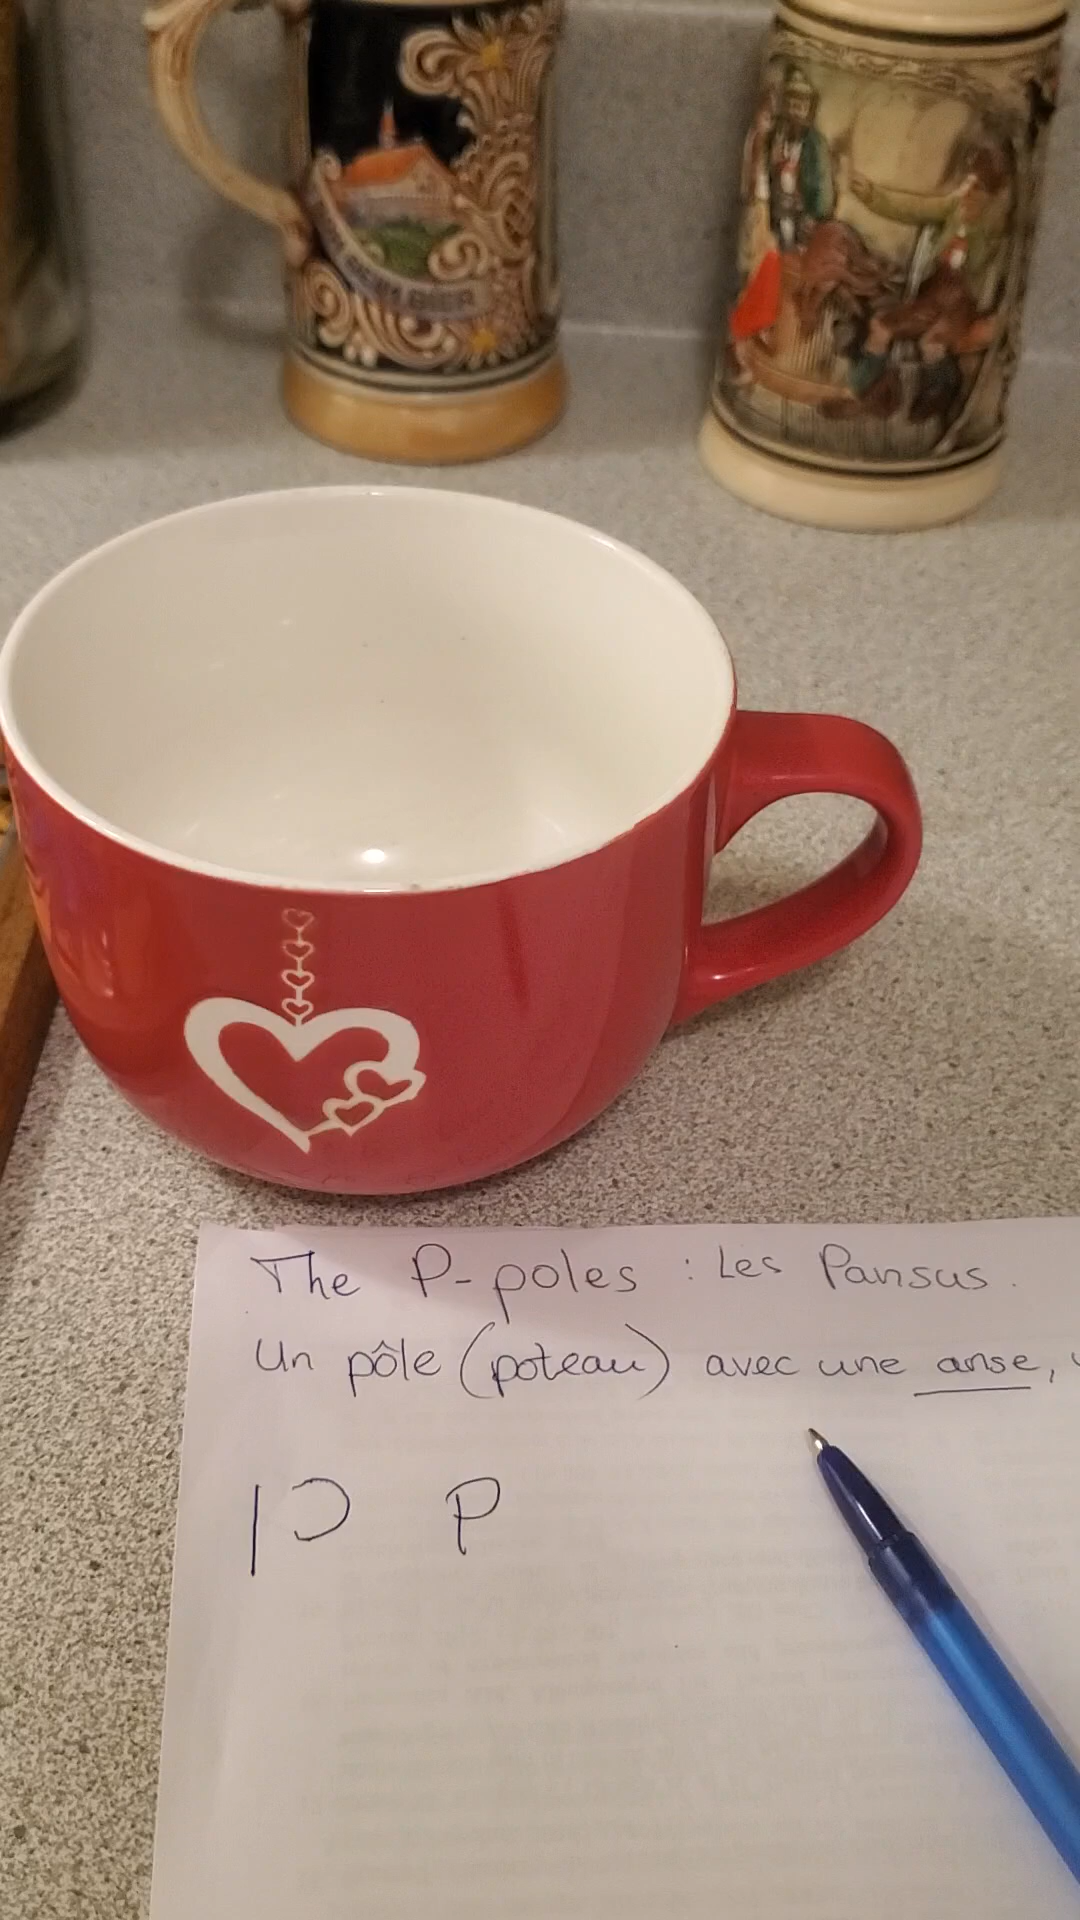 The P-poles : Les Pansus.
Un pôle (poteau) avec une anse,
P P